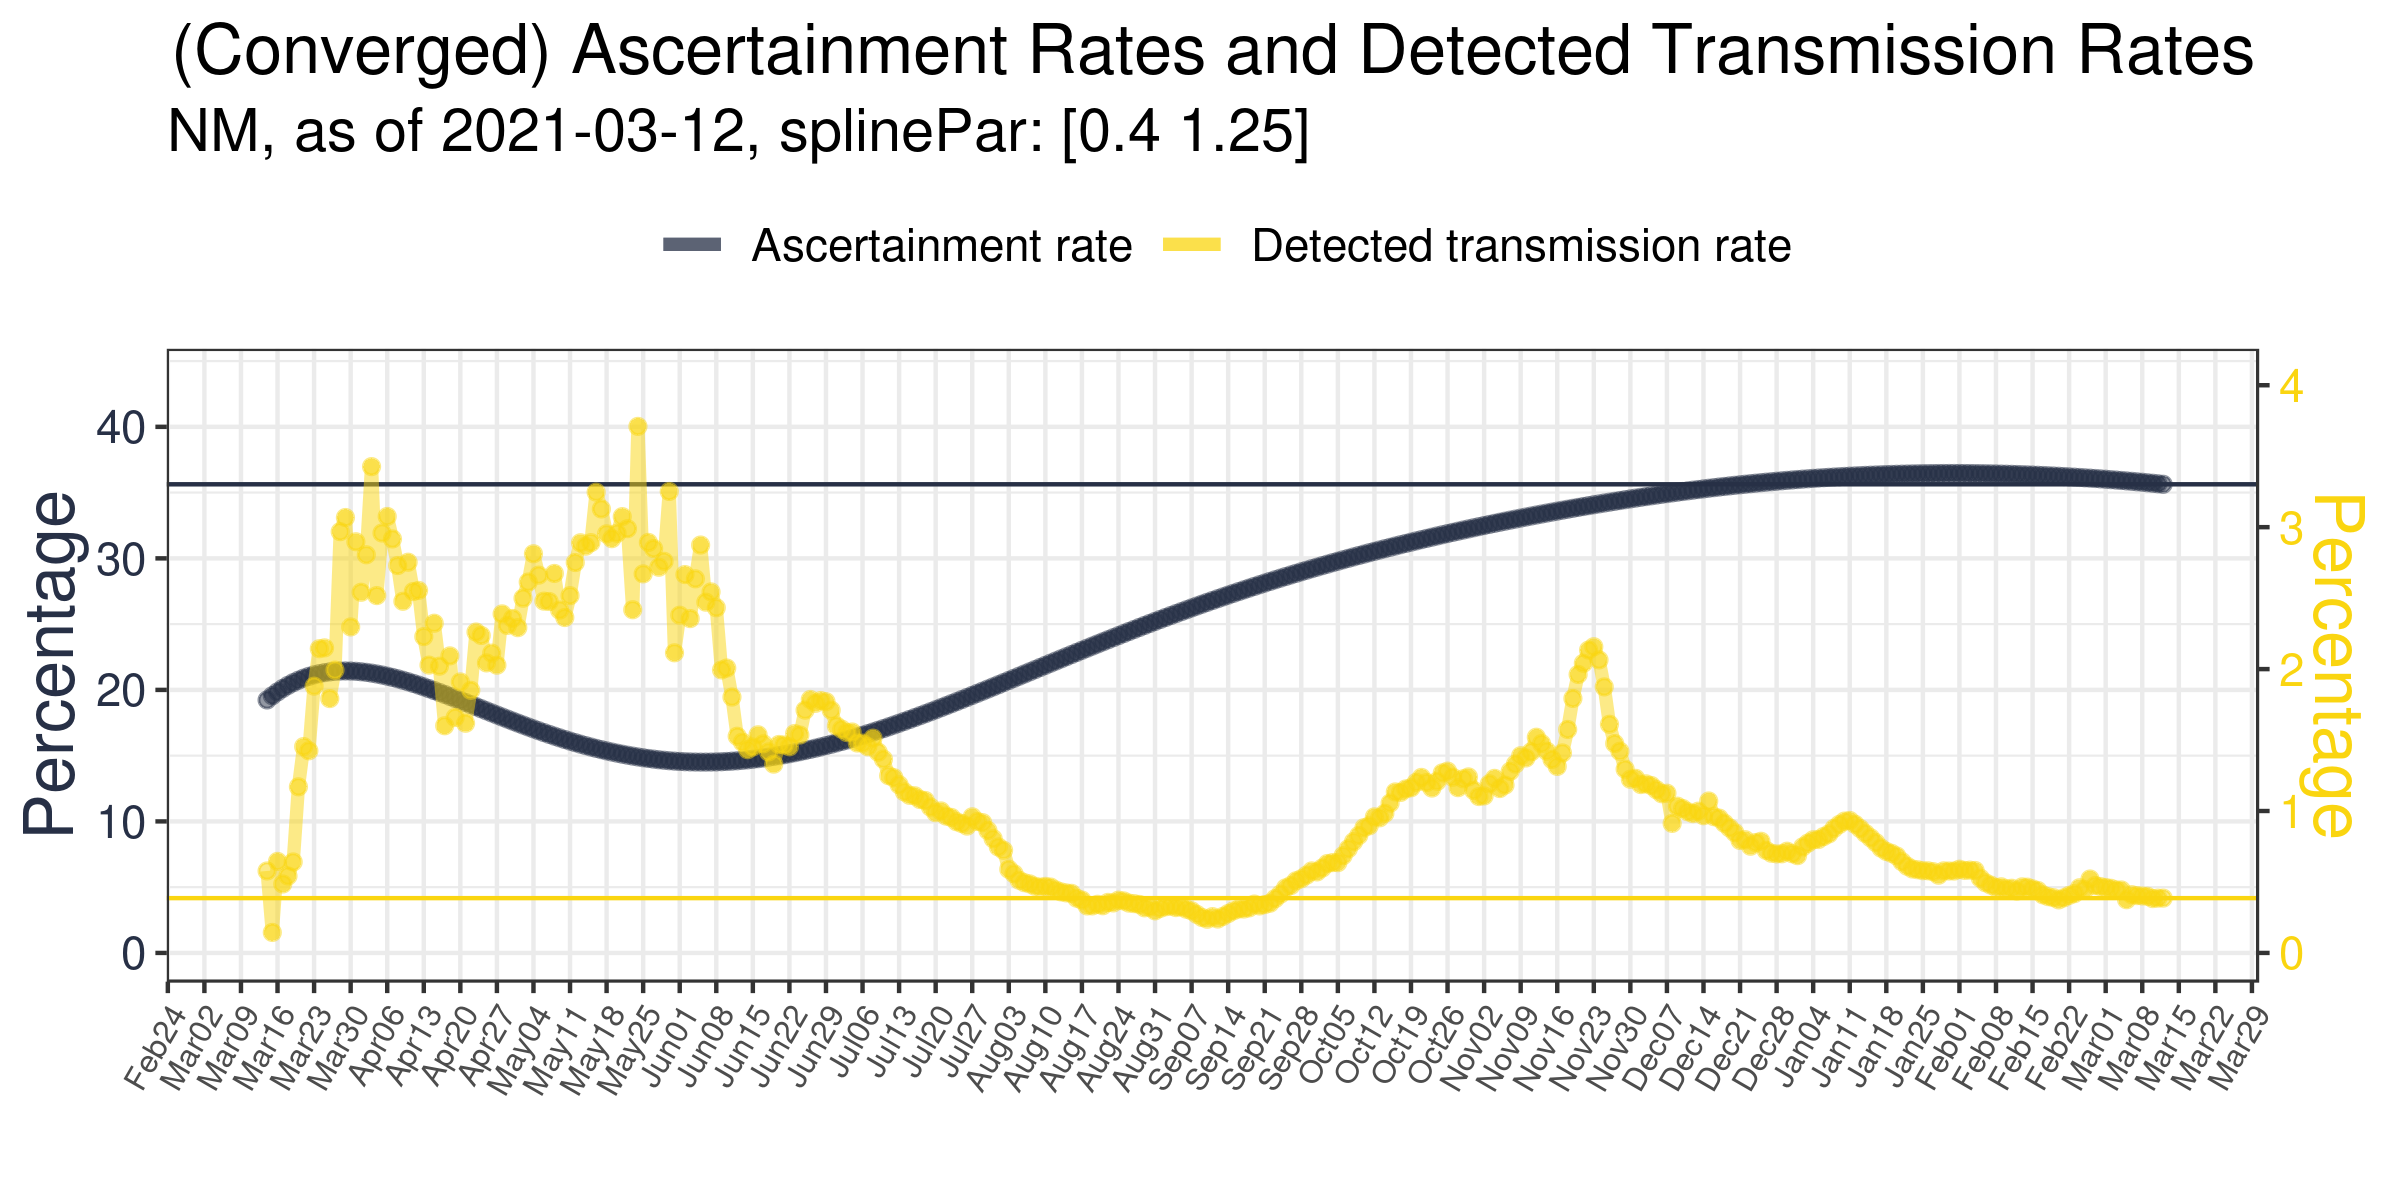 (Converged) Ascertainment Rates and Detected Transmission Rates
NM, as of 2021-03-12, splinePar: [0.4 1.25]
Ascertainment rate Detected transmission rate
Percentage
40
30
20
10
0
4
3
2
1
0
Percentage
Feb24 Mar02 Mar09 Mar16 Mar23 Mar30 Apr06 Apr13 Apr20 Apr27 May04 May11 May18 May25 Jun01 Jun08 Jun15 Jun22 Jun29 Jul06 Jul13 Jul20 Jul27 Aug03 Aug10 Aug17 Aug24 Aug31 Sep07 Sep14 Sep21 Sep28 Oct05 Oct12 Oct19 Oct26 Nov02 Nov09 Nov16 Nov23 Nov30 Dec07 Dec14 Dec21 Dec28 Jan04 Jan11 Jan18 Jan25 Feb01 Feb08 Feb15 Feb22 Mar01 Mar08 Mar15 Mar22 Mar29